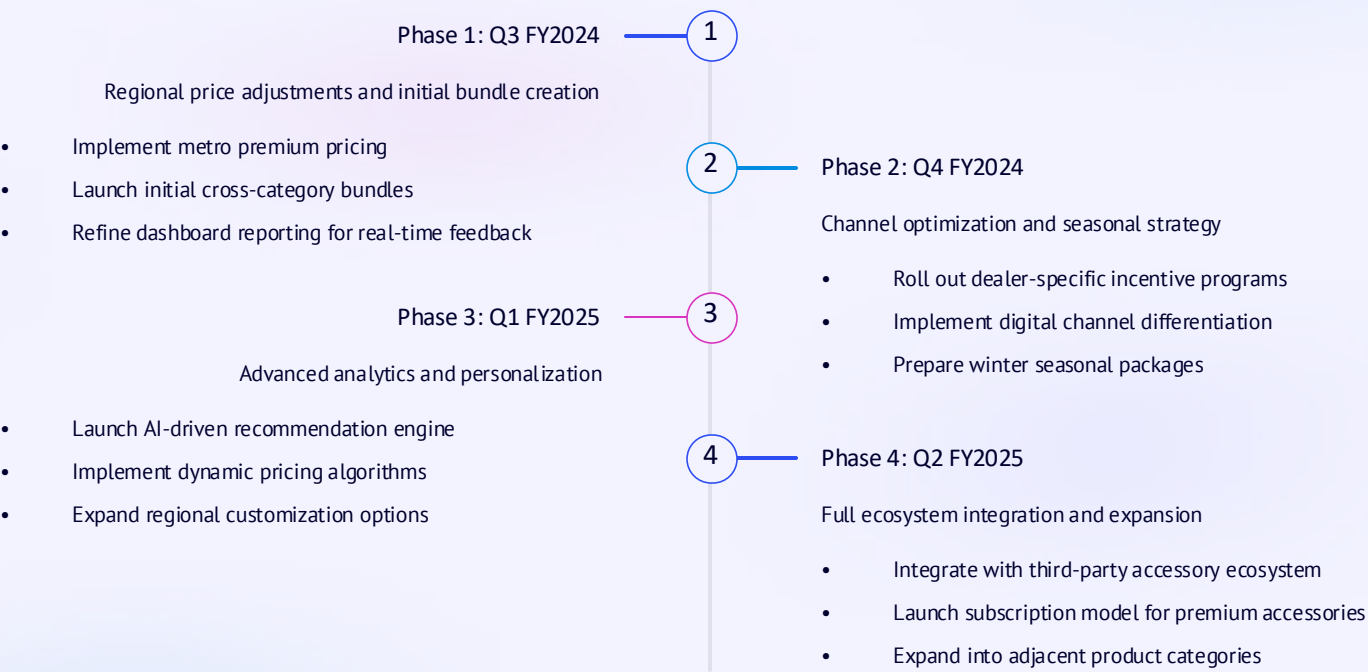 1
Phase 1: Q3 FY2024
Regional price adjustments and initial bundle creation
• Implement metro premium pricing
• Launch initial cross-category bundles
• Refine dashboard reporting for real-time feedback
2
Phase 2: Q4 FY2024
Channel optimization and seasonal strategy
• Roll out dealer-specific incentive programs
• Implement digital channel differentiation
• Prepare winter seasonal packages
3
Phase 3: Q1 FY2025
Advanced analytics and personalization
• Launch AI-driven recommendation engine
• Implement dynamic pricing algorithms
• Expand regional customization options
4
Phase 4: Q2 FY2025
Full ecosystem integration and expansion
• Integrate with third-party accessory ecosystem
• Launch subscription model for premium accessories
• Expand into adjacent product categories